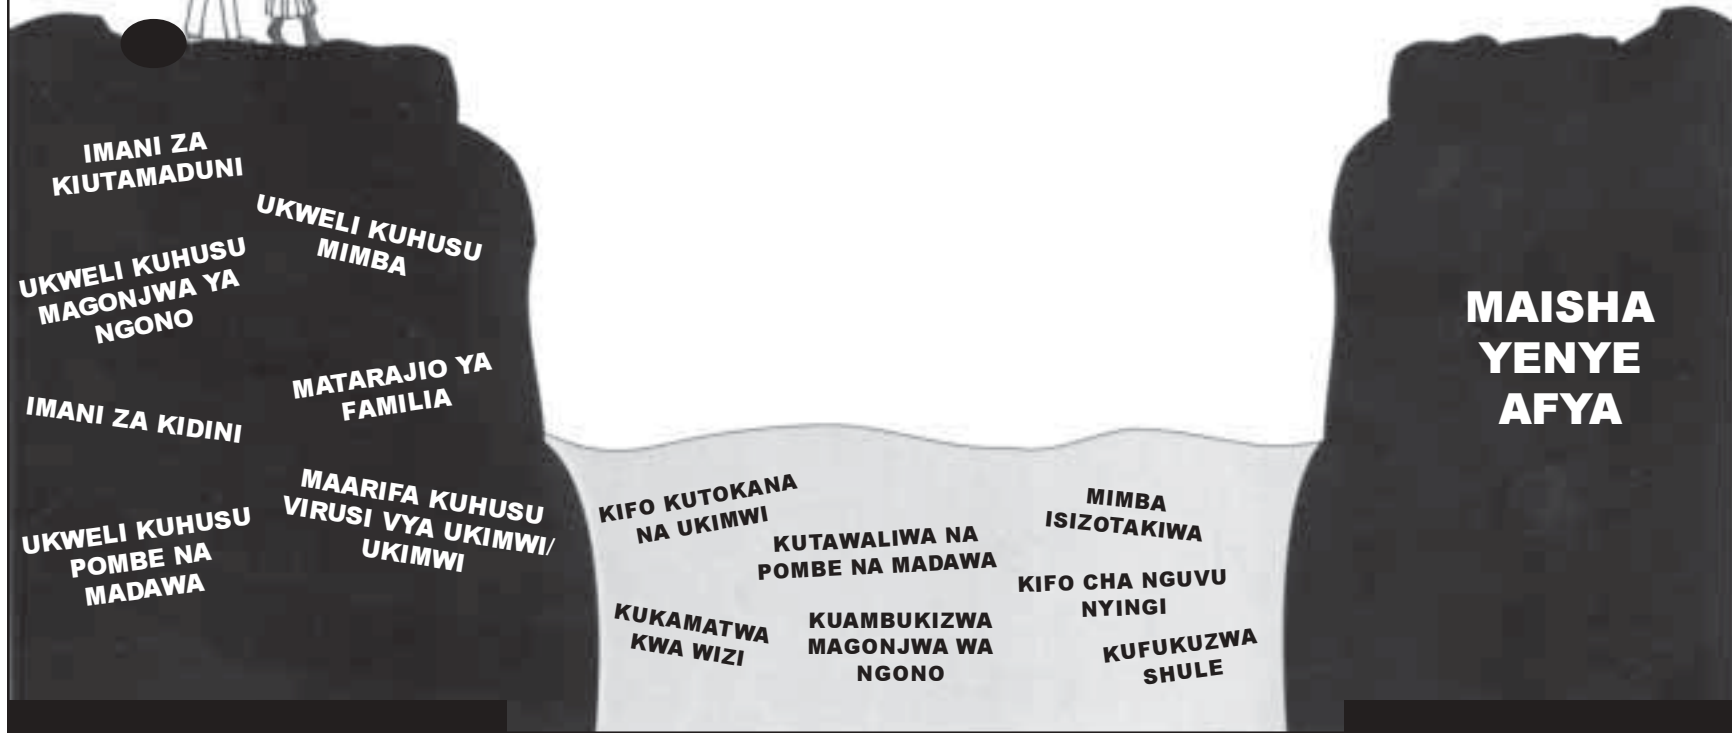 IMANI ZA
KIUTAMADUNI
UKWELI KUHUSU
MIMBA
UKWELI KUHUSU
MAGONJWA YA
NGONO
MATARAJIO YA
FAMILIA
IMANI ZA KIDINI
MAARIFA KUHUSU
VIRUSI VYA UKIMWI/
UKIMWI
UKWELI KUHUSU
POMBE NA
MADAWA
KIFO KUTOKANA
NA UKIMWI
KUTAWALIWA NA
POMBE NA MADAWA
MIMBA
ISIZOTAKIWA
KIFO CHA NGUVU
NYINGI
KUKAMATWA
KWA WIZI
KUAMBUKIZWA
MAGONJWA WA
NGONO
KUFUKUZWA
SHULE
MAISHA
YENYE
AFYA